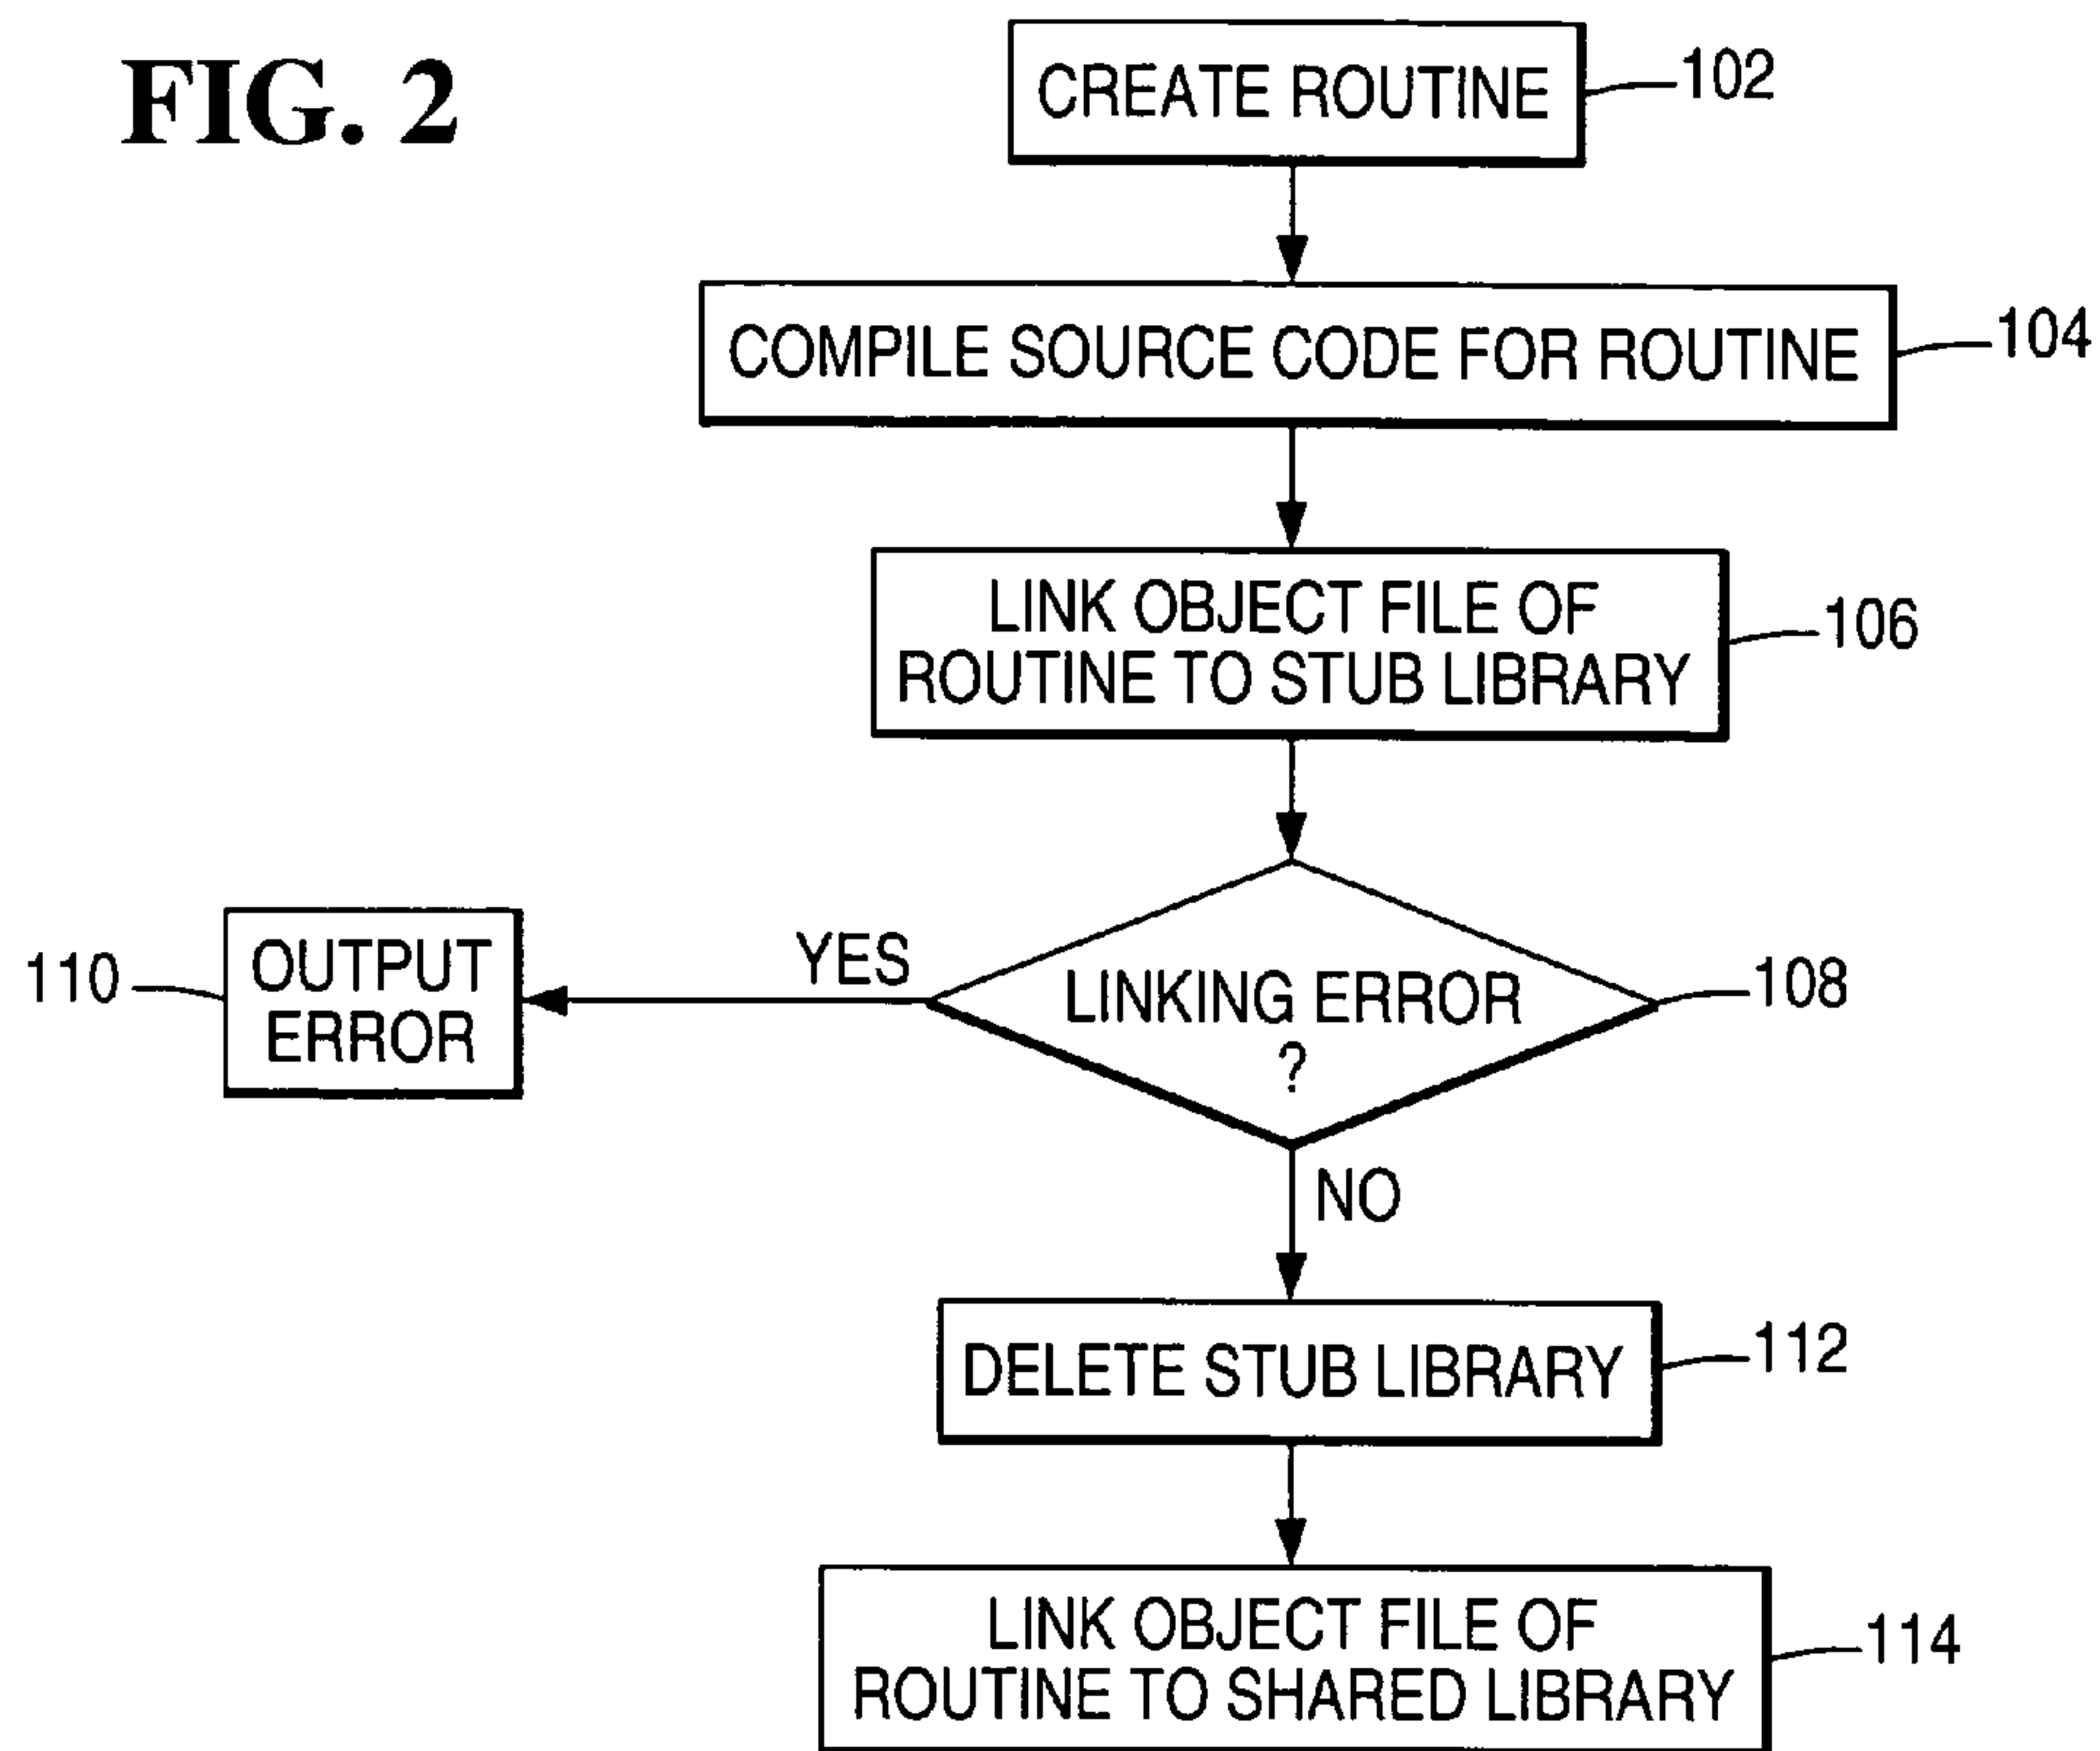 FIG. 2
CREATE ROUTINE
102
COMPILE SOURCE CODE FOR ROUTINE
104
LINK OBJECT FILE OF
ROUTINE TO STUB LIBRARY
106
LINKING ERROR
?
108
YES
OUTPUT
ERROR
110
NO
DELETE STUB LIBRARY
112
LINK OBJECT FILE OF
ROUTINE TO SHARED LIBRARY
114